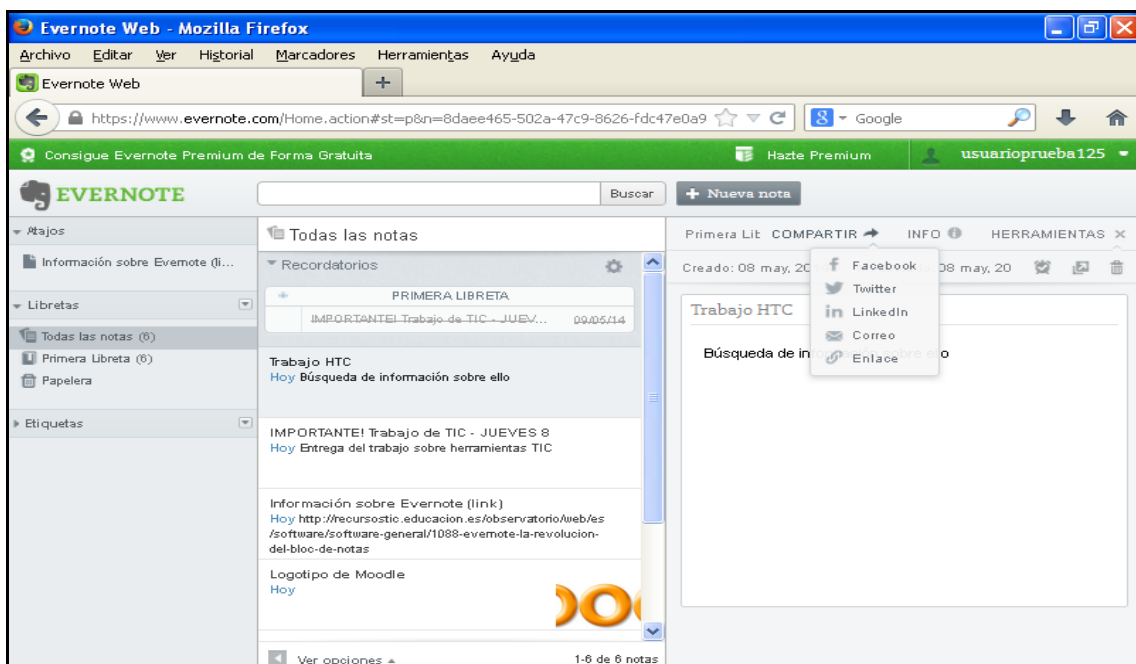 Evernote Web - Mozilla Firefox
Archivo Editar Ver Historial Marcadores Herramientas Ayuda
Evernote Web
https://www.evernote.com/Home.action#st=p&n=8daee465-502a-47c9-8626-fdc47e0a9
Google
Consigue Evernote Premium de Forma Gratuita
Hazte Premium
usuarioprueba125
EVERNOTE
Buscar
+ Nueva nota
Atajos
Información sobre Evernote (li...
Libretas
Todas las notas (6)
Primera Libreta (6)
Papelera
Etiquetas
Todas las notas
Recordatorios
PRIMERA LIBRETA
IMPORTANTE! Trabajo de TIC - JUEV... 09/05/14
Trabajo HTC
Hoy Búsqueda de información sobre ello
IMPORTANTE! Trabajo de TIC - JUEVES 8
Hoy Entrega del trabajo sobre herramientas TIC
Información sobre Evernote (link)
Hoy http://recursostic.educacion.es/observatorio/web/es
/software/software-general/1088-evernote-la-revolucion-
del-bloc-de-notas
Logotipo de Moodle
Hoy
Ver opciones
1-6 de 6 notas
Primera Lib COMPARTIR INFO HERRAMIENTAS
Creado: 08 may, 20 08 may, 20
Facebook
Twitter
LinkedIn
Correo
Enlace
Trabajo HTC
Búsqueda de información sobre ello